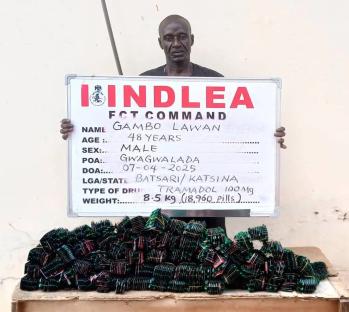 NDLEA
FCT COMMAND
NAME: GAMBO LAWAN
AGE: 48 YEARS
SEX: MALE
POA: GWAGWALADA
DOA: 07-04-2025
LGA/STATE: BATSARI/KATSINA
TYPE OF DRUG: TRAMADOL 100Mg
WEIGHT: 8.5 kg (18,960 pills)